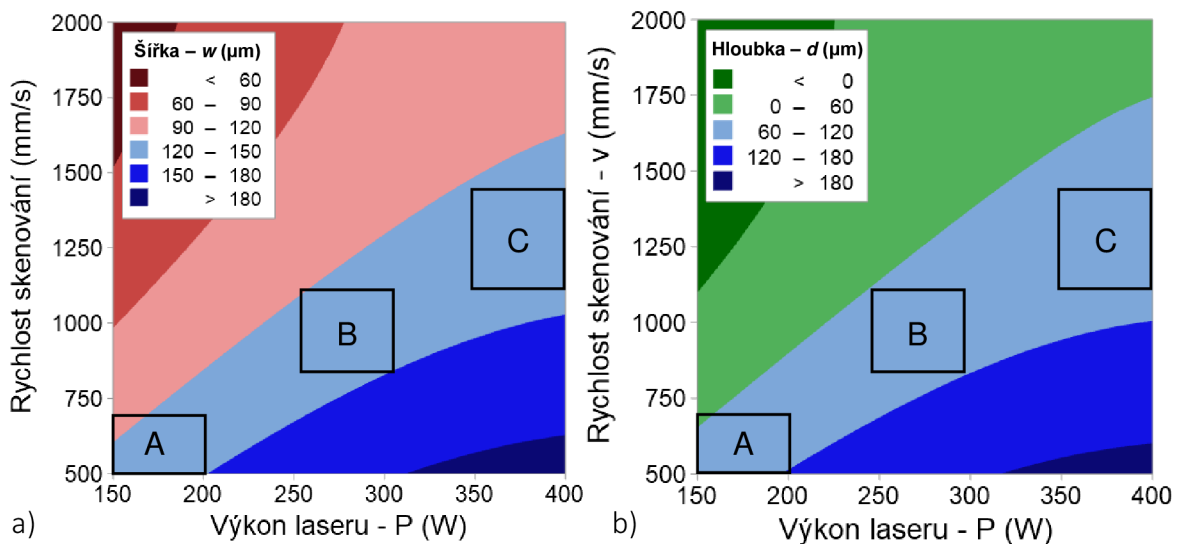 2000
1750
1500
1250
1000
750
500
Rychlost skenování (mm/s)
Šířka – w (µm)
< 60
60 – 90
90 – 120
120 – 150
150 – 180
> 180
A
B
C
150 200 250 300 350 400
Výkon laseru - P (W)
a)
2000
1750
1500
1250
1000
750
500
Rychlost skenování - v (mm/s)
Hloubka – d (µm)
< 0
0 – 60
60 – 120
120 – 180
> 180
A
B
C
150 200 250 300 350 400
Výkon laseru - P (W)
b)